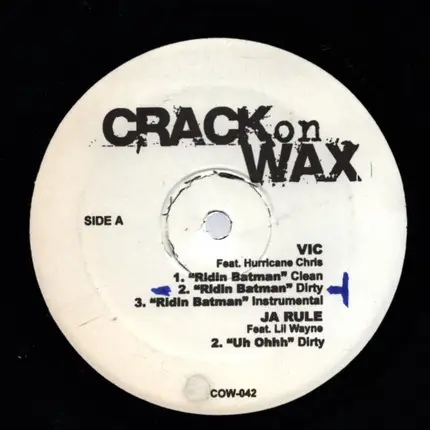 CRACK on
WAX
SIDE A
VIC
Feat. Hurricane Chris
1. "Ridin Batman" Clean
2. "Ridin Batman" Dirty
3. "Ridin Batman" Instrumental
JA RULE
Feat. Lil Wayne
2. "Uh Ohhh" Dirty
COW-042